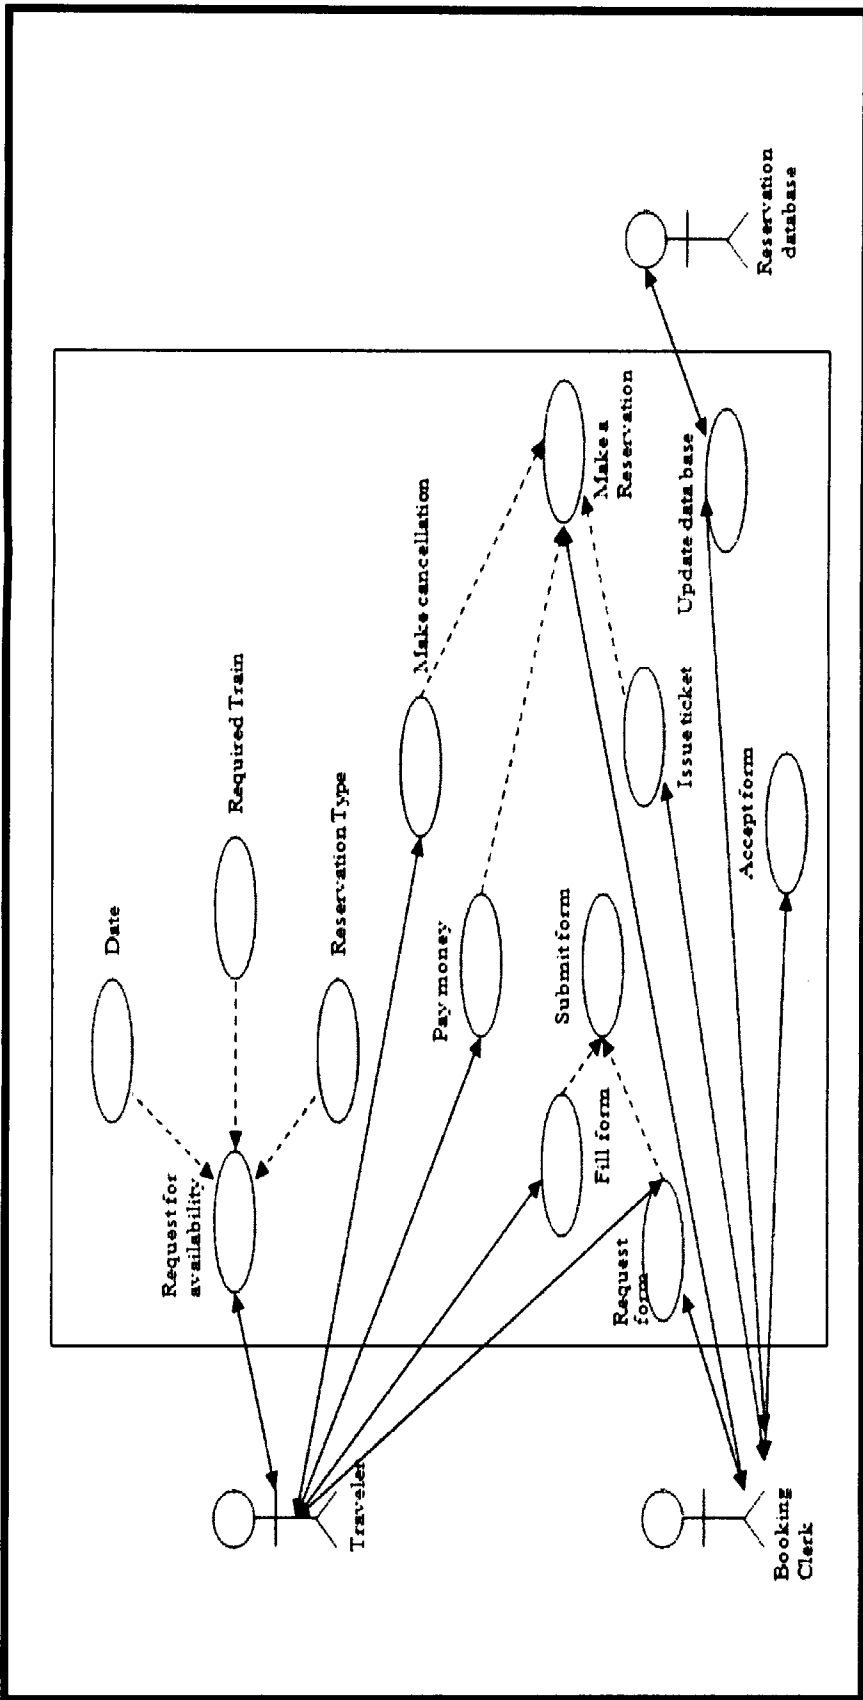 Date
Required Train
Request for
availability
Reservation Type
Traveler
Make cancellation
Pay money
Submit form
Fill form
Make a
Reservation
Request
form
Issue ticket
Update data base
Accept form
Booking
Clerk
Reservation
database